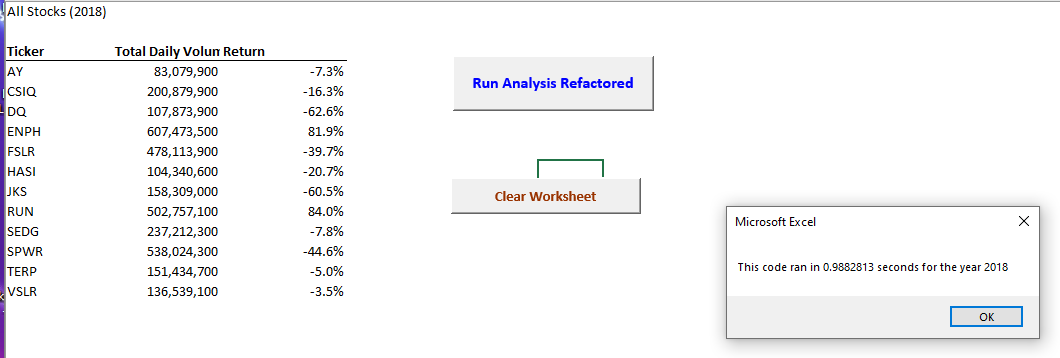 All Stocks (2018)
Ticker Total Daily Volum Return
AY 83,079,900 -7.3%
CSIQ 200,879,900 -16.3%
DQ 107,873,900 -62.6%
ENPH 607,473,500 81.9%
FSLR 478,113,900 -39.7%
HASI 104,340,600 -20.7%
JKS 158,309,000 -60.5%
RUN 502,757,100 84.0%
SEDG 237,212,300 -7.8%
SPWR 538,024,300 -44.6%
TERP 151,434,700 -5.0%
VSLR 136,539,100 -3.5%
Run Analysis Refactored
Clear Worksheet
Microsoft Excel
This code ran in 0.9882813 seconds for the year 2018
OK